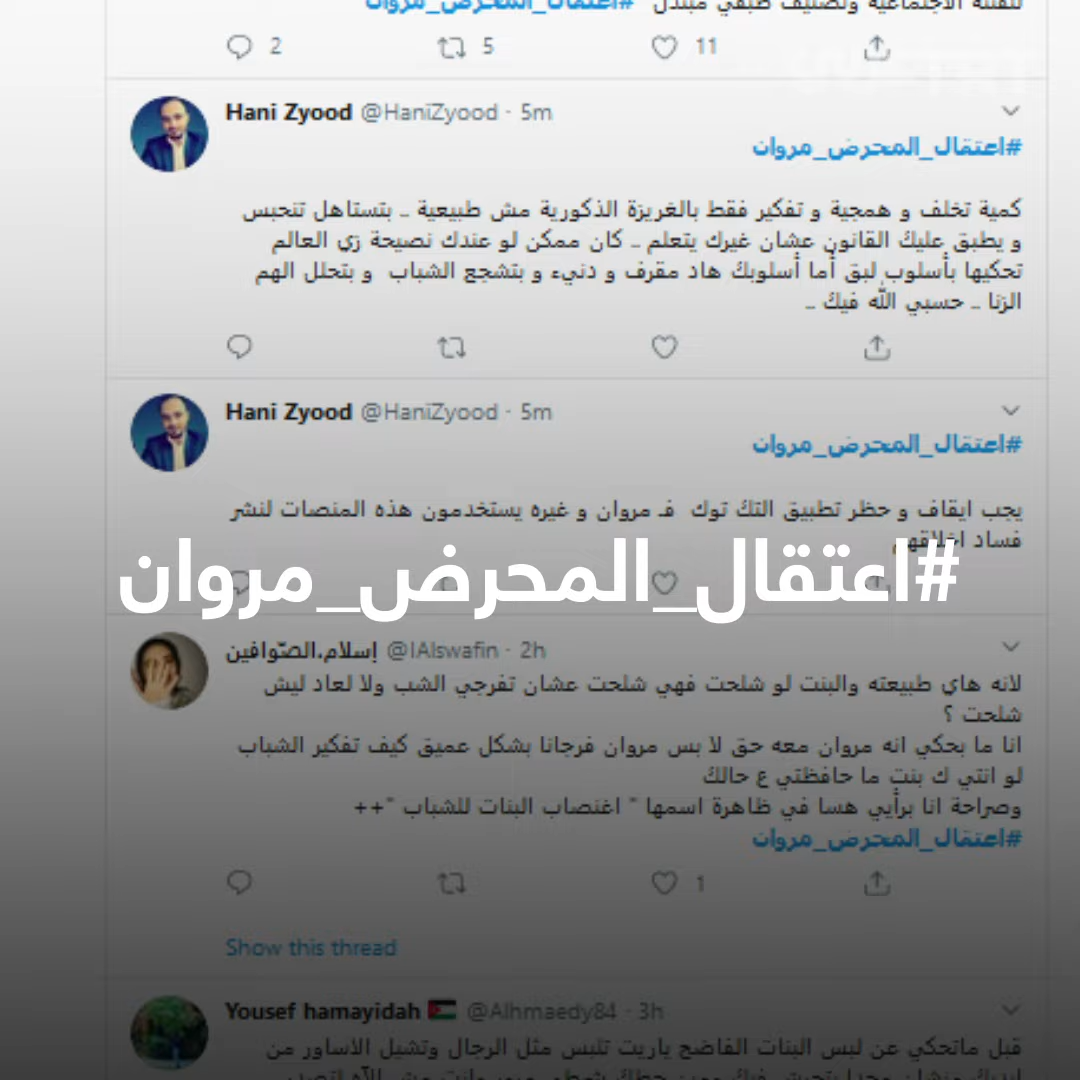 للفتنة الاجتماعية وتصنيف طبقي مبتذل #اعتقال_المحرض_مروان
2 5 11
Hani Zyood @HaniZyood · 5m
#اعتقال_المحرض_مروان
كمية تخلف و همجية و تفكير فقط بالغريزة الذكورية مش طبيعية .. بتستاهل تنحبس
و يطبق عليك القانون عشان غيرك يتعلم .. كان ممكن لو عندك نصيحة زي العالم
تحكيها بأسلوب لبق أما أسلوبك هاد مقرف و دنيء و بتشجع الشباب و بتحلل الهم
الزنا .. حسبي الله فيك ..
Hani Zyood @HaniZyood · 5m
#اعتقال_المحرض_مروان
يجب ايقاف و حظر تطبيق التك توك فـ مروان و غيره يستخدمون هذه المنصات لنشر
فساد اخلاقهم
#اعتقال_المحرض_مروان
إسلام.الصّوافين @IAlswafin · 2h
لانه هاي طبيعته والبنت لو شلحت فهي شلحت عشان تفرجي الشب ولا لعاد ليش
شلحت ؟
انا ما بحكي انه مروان معه حق لا بس مروان فرجانا بشكل عميق كيف تفكير الشباب
لو انتي ك بنت ما حافظتي ع حالك
وصراحة انا برأيي هسا في ظاهرة اسمها " اغتصاب البنات للشباب "++
#اعتقال_المحرض_مروان
1
Show this thread
Yousef hamayidah @Alhmaedy84 · 3h
قبل ماتحكي عن لبس البنات الفاضح ياريت تلبس مثل الرجال وتشيل الاساور من